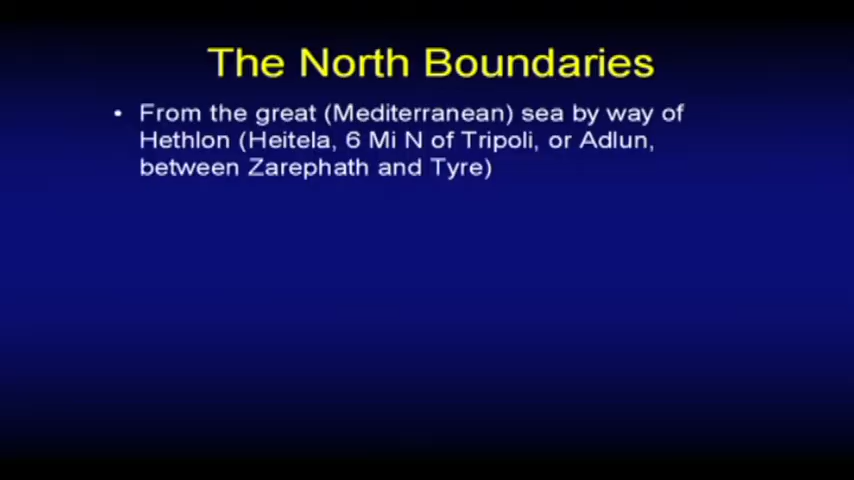 The North Boundaries
• From the great (Mediterranean) sea by way of
Hethlon (Heitela, 6 Mi N of Tripoli, or Adlun,
between Zarephath and Tyre)